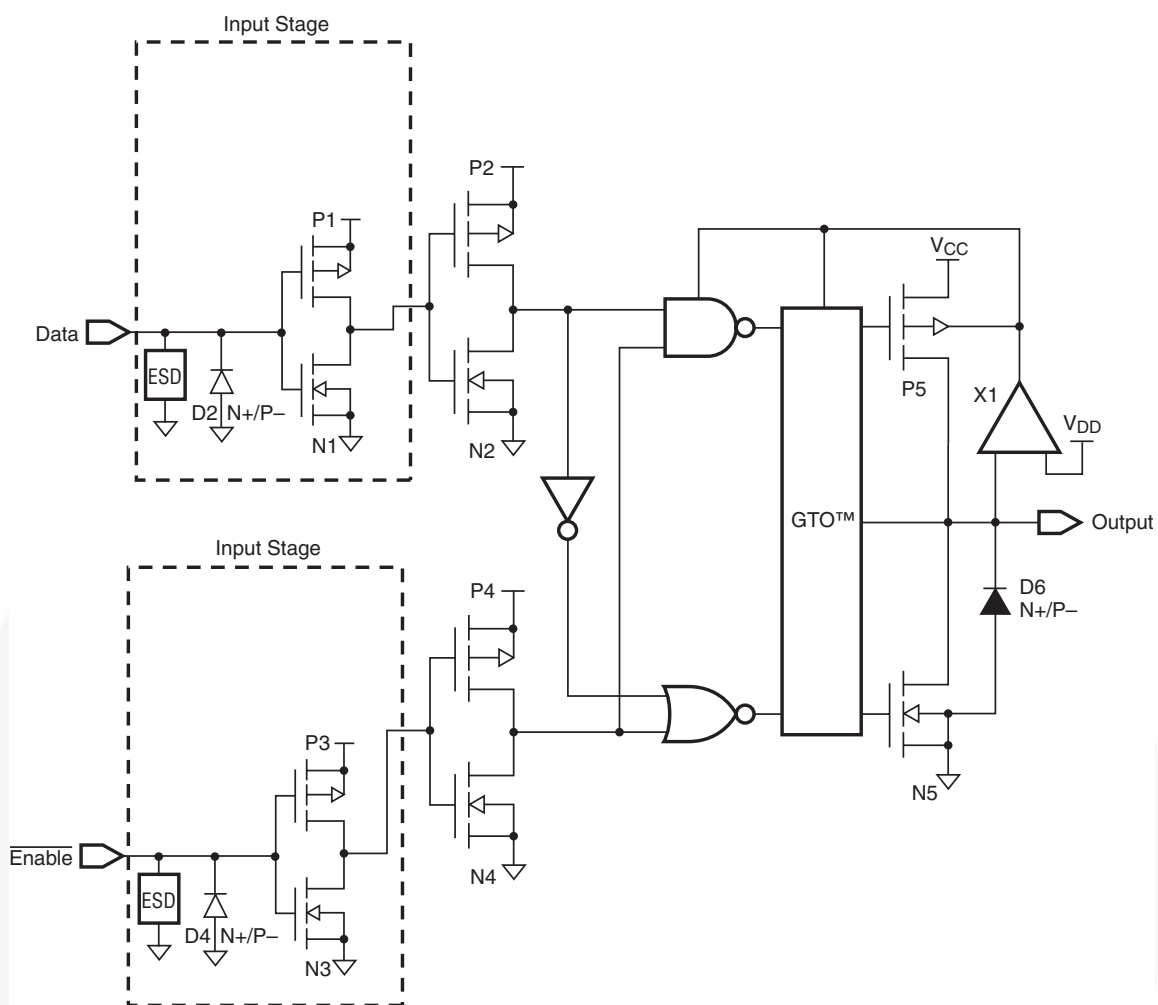 Input Stage
P1
P2
Data
ESD
D2 N+/P–
N1
N2
VCC
P5
X1
VDD
GTO™
Output
D6
N+/P–
N5
Input Stage
P3
P4
Enable
ESD
D4 N+/P–
N3
N4